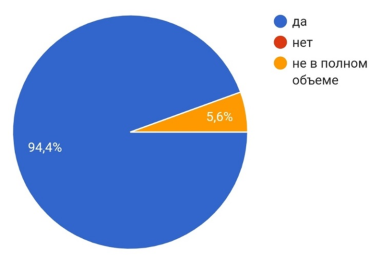 да
нет
не в полном
объеме
5,6%
94,4%